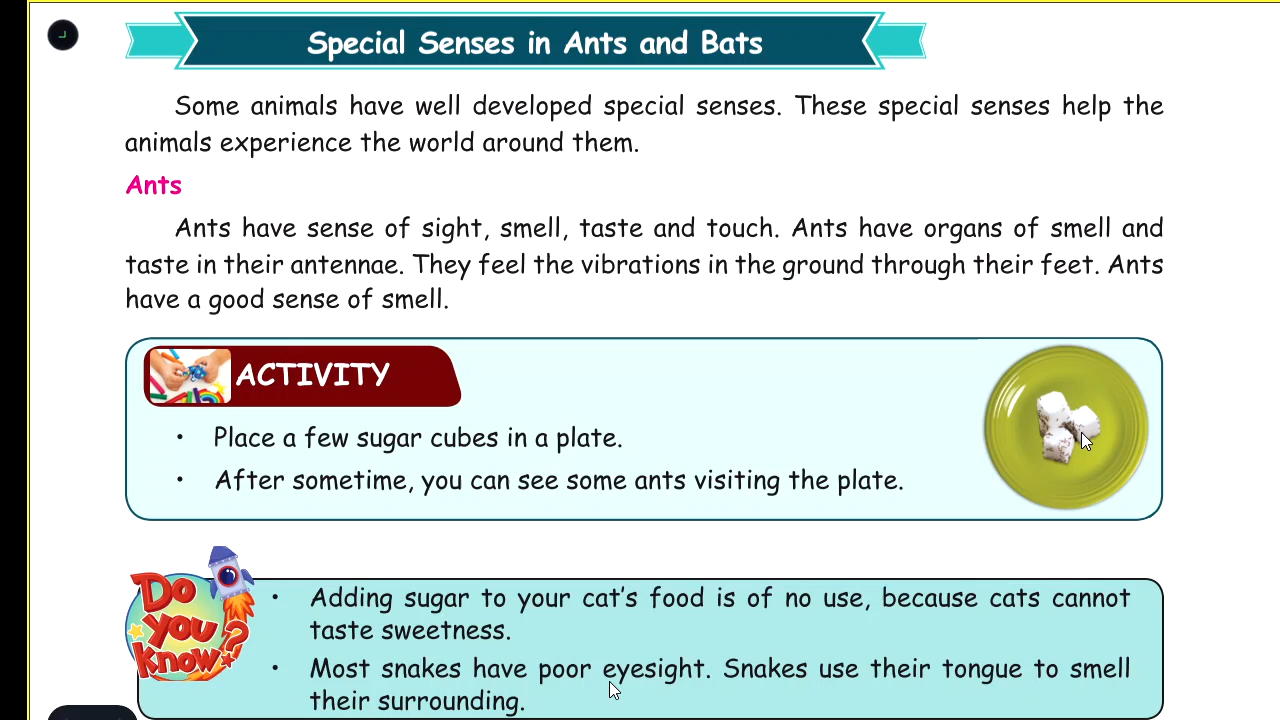 Special Senses in Ants and Bats
Some animals have well developed special senses. These special senses help the
animals experience the world around them.
Ants
Ants have sense of sight, smell, taste and touch. Ants have organs of smell and
taste in their antennae. They feel the vibrations in the ground through their feet. Ants
have a good sense of smell.
ACTIVITY
• Place a few sugar cubes in a plate.
• After sometime, you can see some ants visiting the plate.
Do
you
know?
• Adding sugar to your cat's food is of no use, because cats cannot
taste sweetness.
• Most snakes have poor eyesight. Snakes use their tongue to smell
their surrounding.